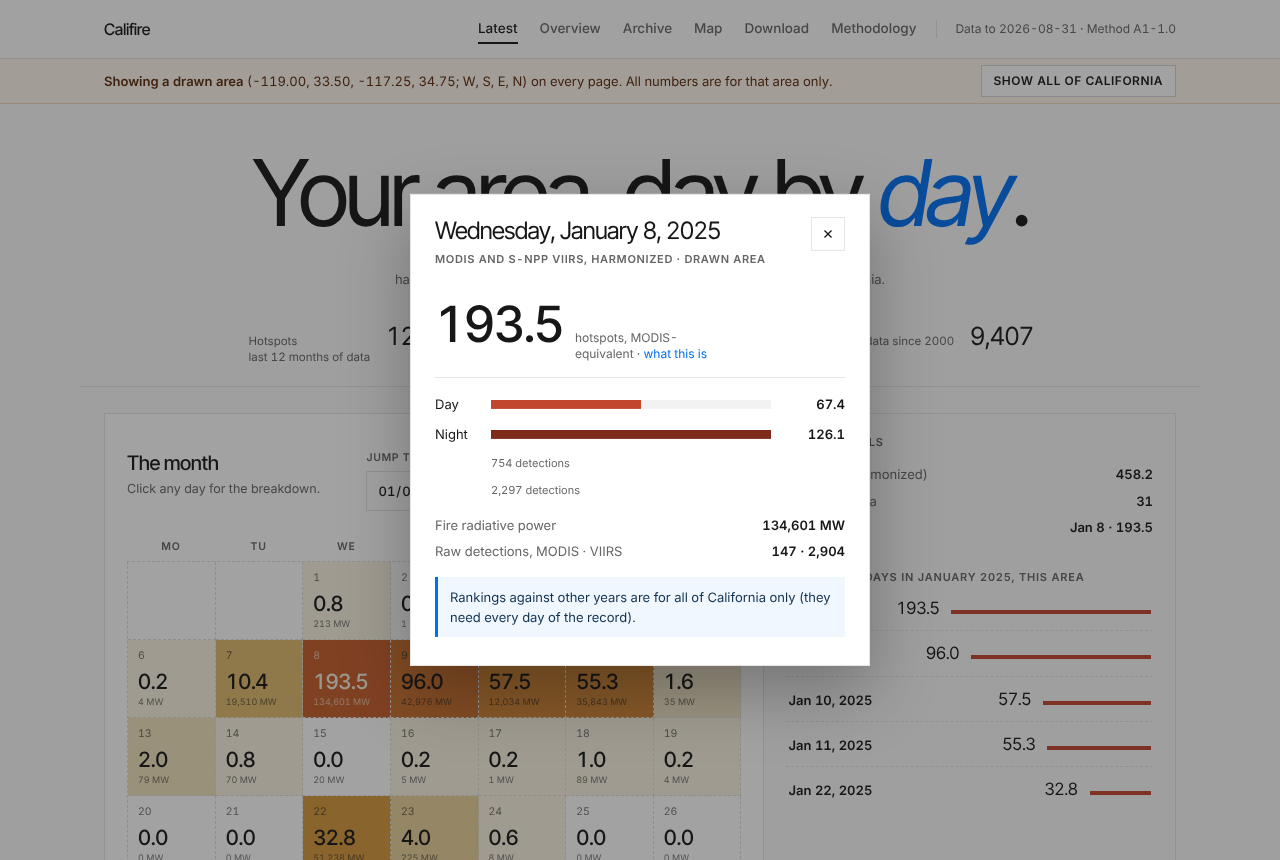 Califire
Latest
Overview
Archive
Map
Download
Methodology
Data to 2026-08-31 · Method A1-1.0
Showing a drawn area (-119.00, 33.50, -117.25, 34.75; W, S, E, N) on every page. All numbers are for that area only.
SHOW ALL OF CALIFORNIA
Your area, day by day.
Wednesday, January 8, 2025
×
MODIS AND S-NPP VIIRS, HARMONIZED · DRAWN AREA
193.5
hotspots, MODIS-
equivalent · what this is
Day
67.4
Night
126.1
754 detections
2,297 detections
Fire radiative power
134,601 MW
Raw detections, MODIS · VIIRS
147 · 2,904
Rankings against other years are for all of California only (they
need every day of the record).
Hotspots
last 12 months of data
data since 2000
9,407
The month
Click any day for the breakdown.
MO
TU
WE
1
0.8
213 MW
2
6
0.2
4 MW
7
10.4
19,510 MW
8
193.5
134,601 MW
9
96.0
42,976 MW
57.5
12,034 MW
55.3
35,843 MW
1.6
35 MW
13
2.0
79 MW
14
0.8
70 MW
15
0.0
20 MW
16
0.2
5 MW
17
0.2
1 MW
18
1.0
89 MW
19
0.2
4 MW
20
0.0
0 MW
21
0.0
0 MW
22
32.8
51,238 MW
23
4.0
225 MW
24
0.6
8 MW
25
0.0
0 MW
26
0.0
0 MW
458.2
31
Jan 8 · 193.5
DAYS IN JANUARY 2025, THIS AREA
193.5
96.0
Jan 10, 2025
57.5
Jan 11, 2025
55.3
Jan 22, 2025
32.8